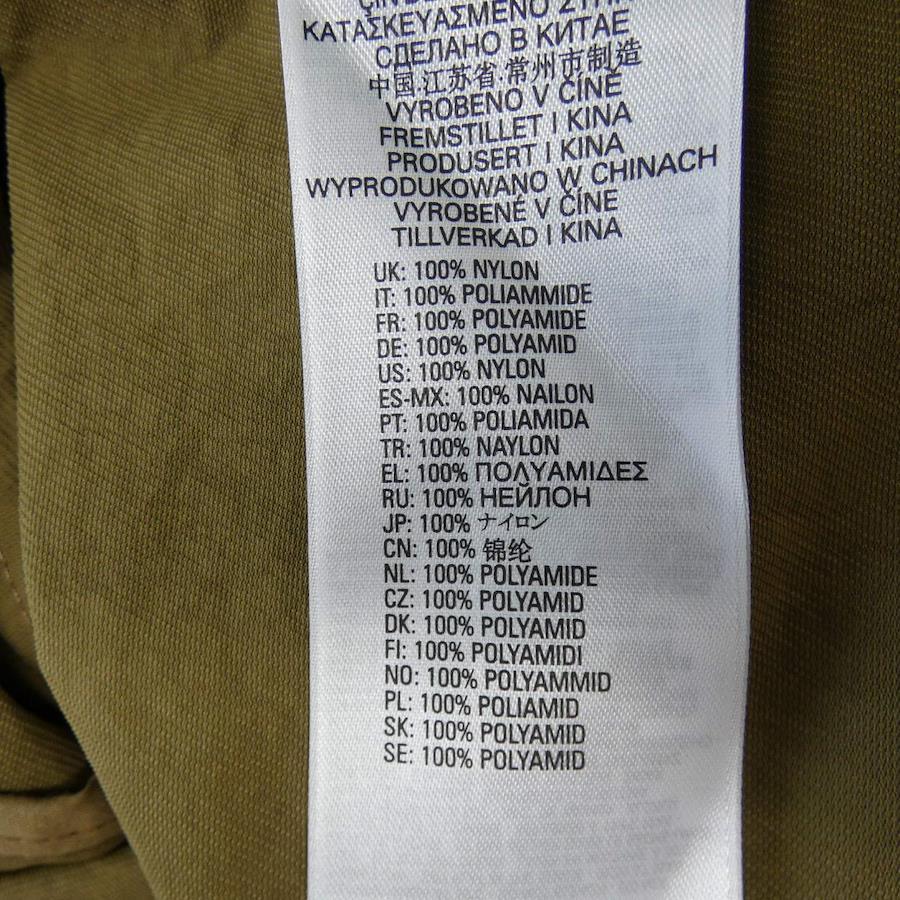 ΚΑΤΑΣΚΕΥΑΣΜΕΝΟ
СДЕЛАНО В КИТАЕ
中国.江苏省.常州市制造
VYROBENO V ČÍNĚ
FREMSTILLET I KINA
PRODUSERT I KINA
WYPRODUKOWANO W CHINACH
VYROBENÉ V ČÍNE
TILLVERKAD I KINA
UK: 100% NYLON
IT: 100% POLIAMMIDE
FR: 100% POLYAMIDE
DE: 100% POLYAMID
US: 100% NYLON
ES-MX: 100% NAILON
PT: 100% POLIAMIDA
TR: 100% NAYLON
EL: 100% ΠΟΛΥΑΜΙΔΕΣ
RU: 100% НЕЙЛОН
JP: 100% ナイロン
CN: 100% 锦纶
NL: 100% POLYAMIDE
CZ: 100% POLYAMID
DK: 100% POLYAMID
FI: 100% POLYAMIDI
NO: 100% POLYAMMID
PL: 100% POLIAMID
SK: 100% POLYAMID
SE: 100% POLYAMID